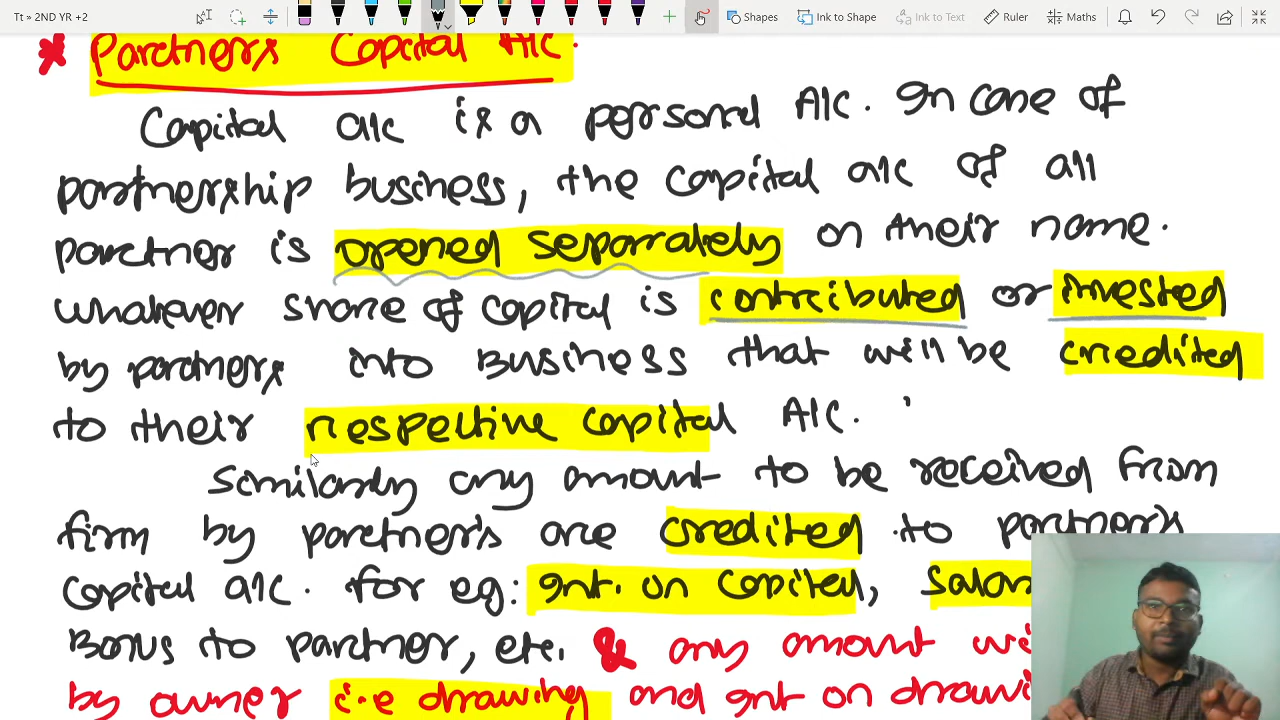 Tt » 2ND YR +2
Shapes
Ink to Shape
Ink to Text
Ruler
Maths
* Partners Capital A/C.
Capital a/c is a personal A/C. In case of
partnership business, the capital a/c of all
partner is opened separately on their name.
whatever share of capital is contributed or invested
by partners into Business that will be credited
to their respective capital A/C.
Similarly any amount to be received from
firm by partner's are credited to partner's
Capital a/c. for eg: Int. on Capital,
Bonus to partner, etc. & any amount
by owner i.e drawing and Int on